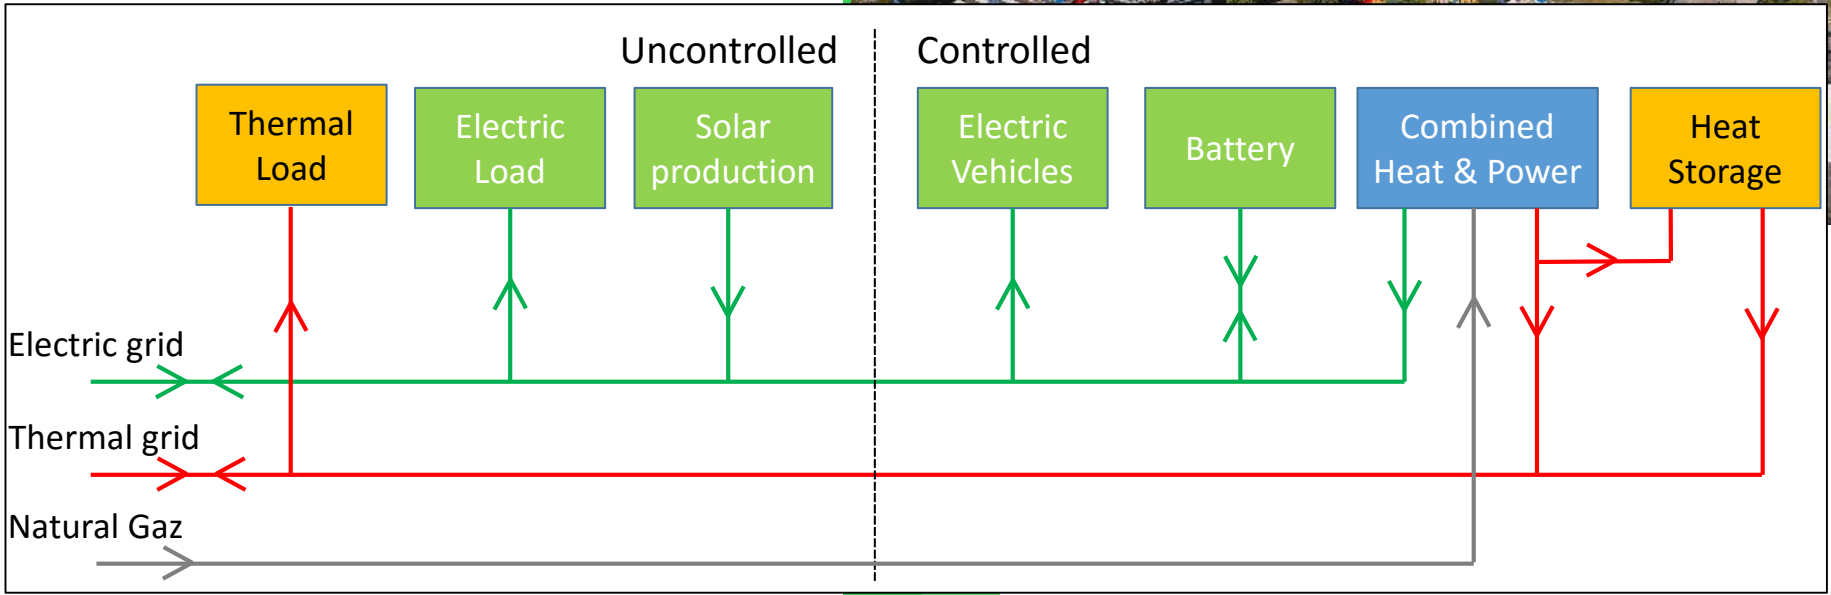 Uncontrolled
Controlled
Thermal
Load
Electric
Load
Solar
production
Electric
Vehicles
Battery
Combined
Heat & Power
Heat
Storage
Electric grid
Thermal grid
Natural Gaz